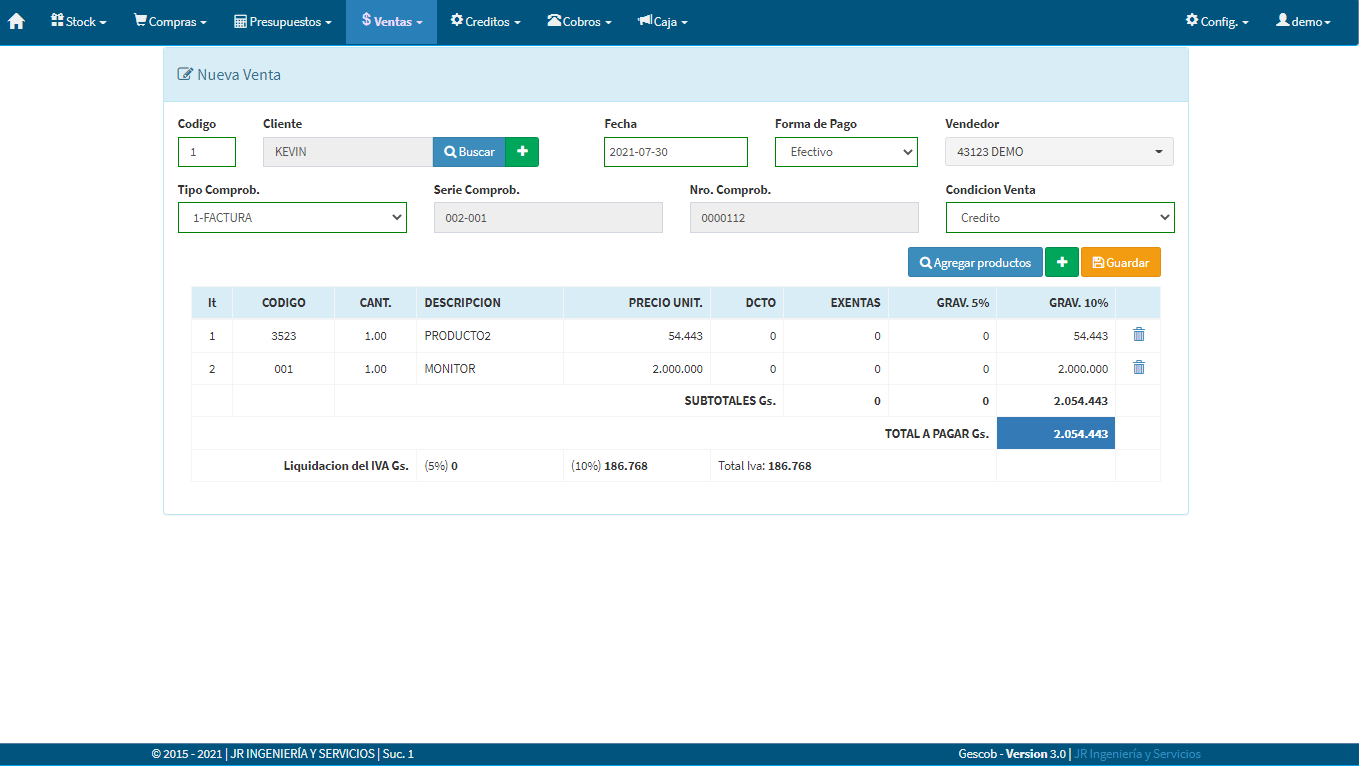 Stock Compras Presupuestos $ Ventas Creditos Cobros Caja Config. demo
Nueva Venta
Codigo Cliente Fecha Forma de Pago Vendedor
1 KEVIN Buscar 2021-07-30 Efectivo 43123 DEMO
Tipo Comprob. Serie Comprob. Nro. Comprob. Condicion Venta
1-FACTURA 002-001 0000112 Credito
Agregar productos Guardar
It CODIGO CANT. DESCRIPCION PRECIO UNIT. DCTO EXENTAS GRAV. 5% GRAV. 10%
1 3523 1.00 PRODUCTO2 54.443 0 0 0 54.443
2 001 1.00 MONITOR 2.000.000 0 0 0 2.000.000
SUBTOTALES Gs. 0 0 2.054.443
TOTAL A PAGAR Gs. 2.054.443
Liquidacion del IVA Gs. (5%) 0 (10%) 186.768 Total Iva: 186.768
© 2015 - 2021 | JR INGENIERÍA Y SERVICIOS | Suc. 1 Gescob - Version 3.0 | JR Ingeniería y Servicios